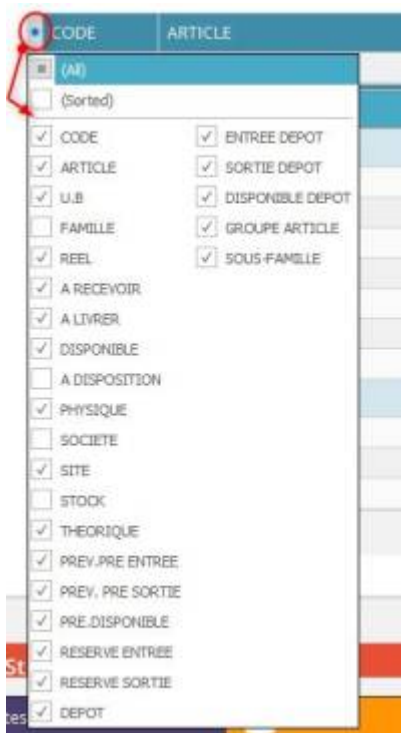 CODE ARTICLE
(All)
(Sorted)
CODE
ARTICLE
U.B
FAMILLE
REEL
A RECEVOIR
A LIVRER
DISPONIBLE
A DISPOSITION
PHYSIQUE
SOCIETE
SITE
STOCK
THEORIQUE
PREV.PRE ENTREE
PREV. PRE SORTIE
PRE.DISPONIBLE
RESERVE ENTREE
RESERVE SORTIE
DEPOT
ENTREE DEPOT
SORTIE DEPOT
DISPONIBLE DEPOT
GROUPE ARTICLE
SOUS-FAMILLE
St
tes